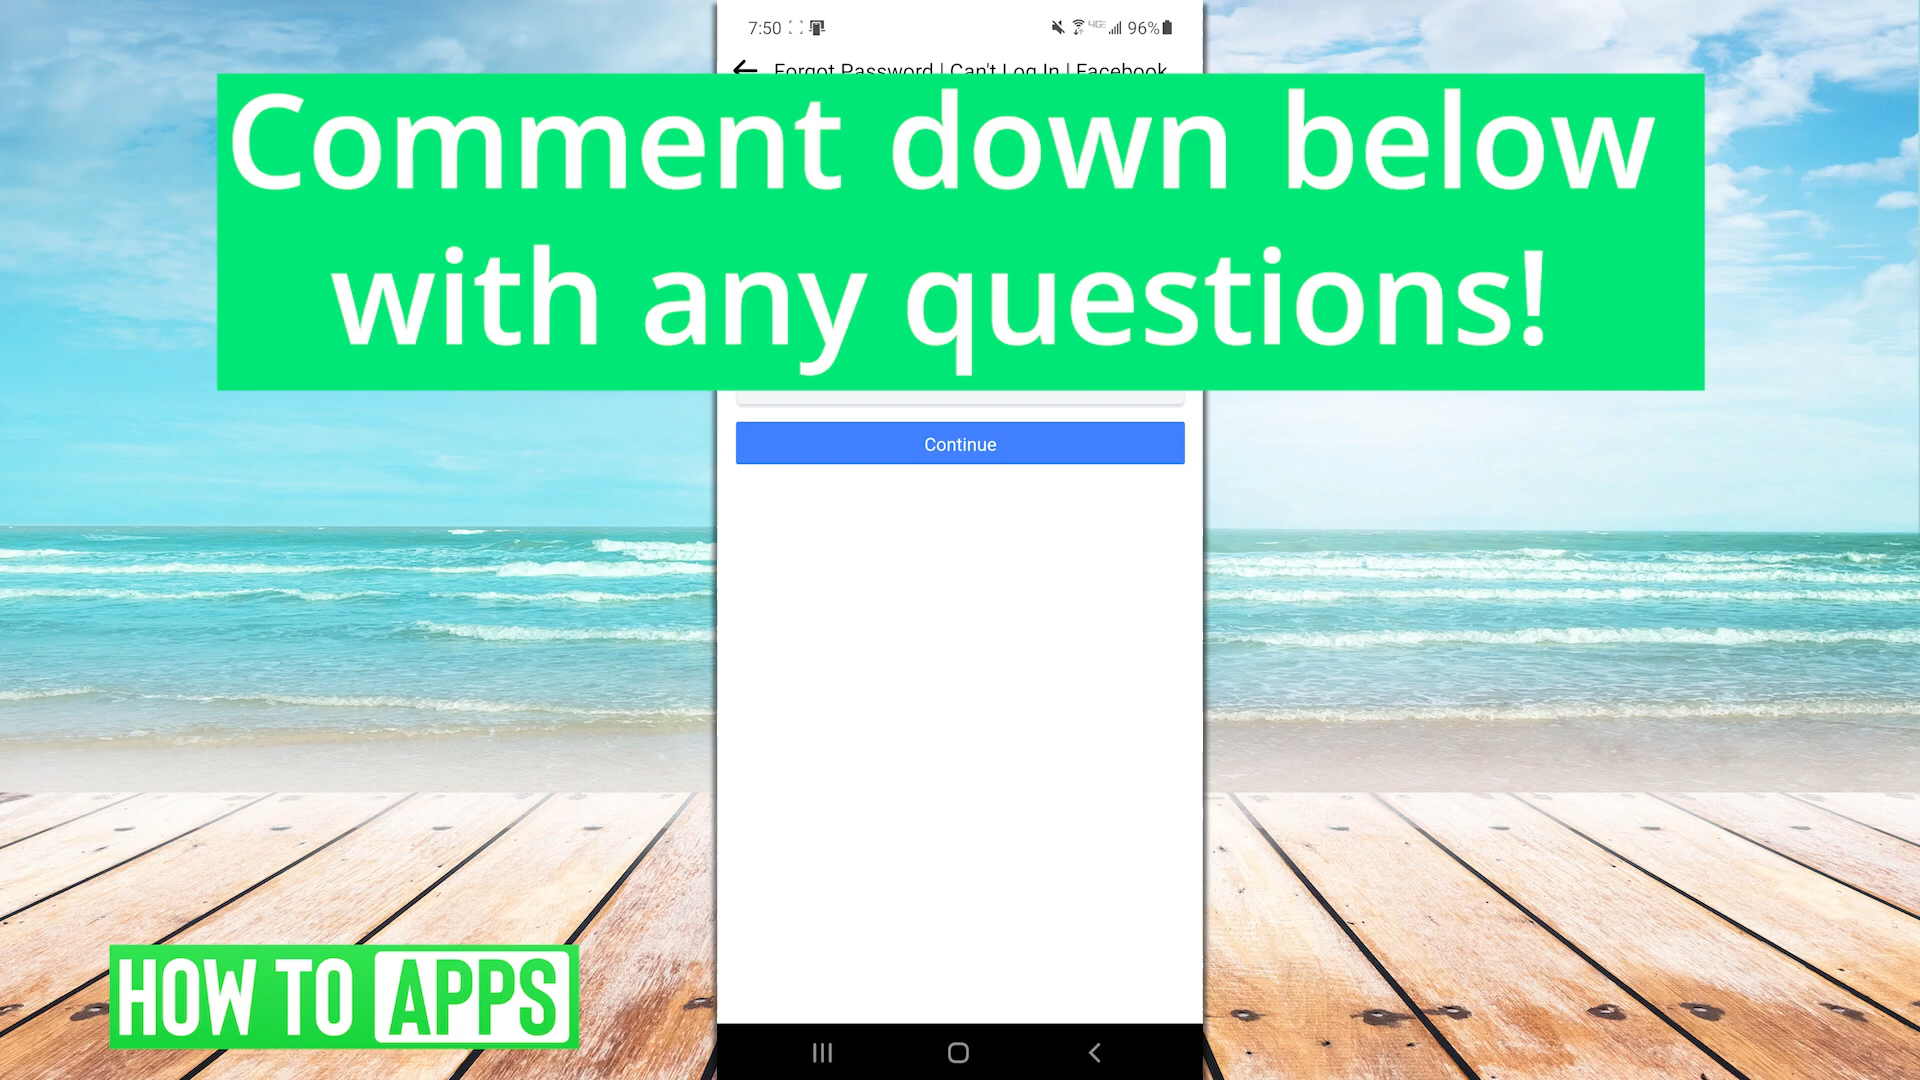 7:50
4GE 96%
Forgot Password | Can't Log In | Facebook
Comment down below
with any questions!
Continue
HOW TO APPS